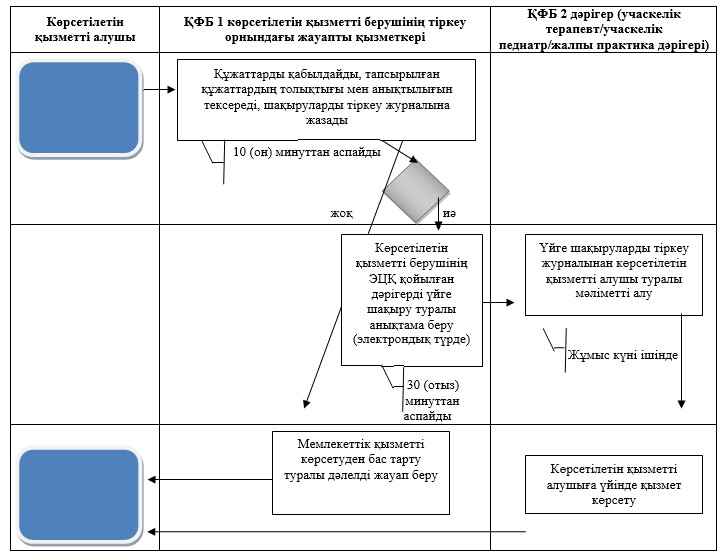 Көрсетілетін
қызметті алушы
ҚФБ 1 көрсетілетін қызметті берушінің тіркеу
орнындағы жауапты қызметкері
ҚФБ 2 дәрігер (учаскелік
терапевт/учаскелік
педиатр/жалпы практика дәрігері)
Құжаттарды қабылдайды, тапсырылған
құжаттардың толықтығы мен анықтылығын
тексереді, шақыруларды тіркеу журналына
жазады
10 (он) минуттан аспайды
жоқ
иә
Көрсетілетін
қызметті берушінің
ЭЦҚ қойылған
дәрігерді үйге
шақыру туралы
анықтама беру
(электрондық түрде)
Үйге шақыруларды тіркеу
журналынан көрсетілетін
қызметті алушы туралы
мәліметті алу
Жұмыс күні ішінде
30 (отыз)
минуттан
аспайды
Мемлекеттік қызметті
көрсетуден бас тарту
туралы дәлелді жауап беру
Көрсетілетін қызметті
алушыға үйінде қызмет
көрсету